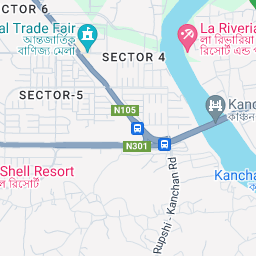 SECTOR 6
al Trade Fair
আন্তর্জাতিক
বাণিজ্য মেলা
SECTOR 4
La Riveria
লা রিভারিয়া
রিসোর্ট এন্ড প
SECTOR-5
N105
Kanc
কাঞ্চন
N301
Shell Resort
ল রিসোর্ট
Kancha
কাঞ্চন
Rupshi - Kanchan Rd